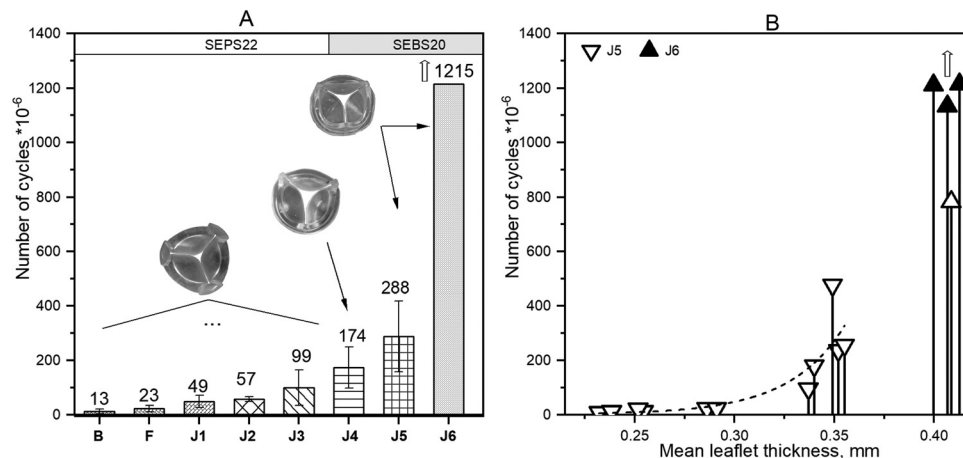 A
SEPS22 SEBS20
Number of cycles *10-6
1400
1200
1000
800
600
400
200
0
1215
288
174
99
57
49
23
13
...
B F J1 J2 J3 J4 J5 J6
B
J5 J6
Number of cycles *10-6
1400
1200
1000
800
600
400
200
0
0.25 0.30 0.35 0.40
Mean leaflet thickness, mm